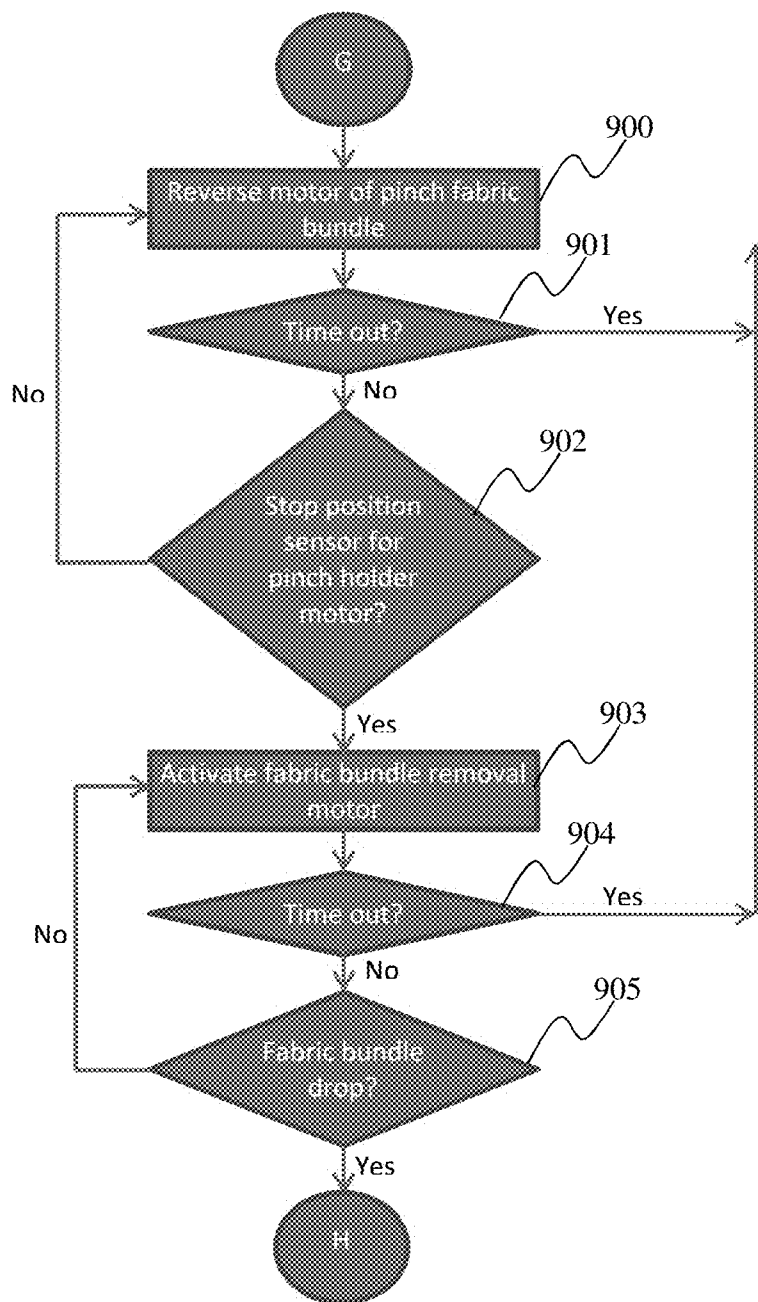 G
900
Reverse motor of pinch fabric
bundle
901
Time out?
Yes
No
No
902
Stop position
sensor for
pinch holder
motor?
Yes
903
Activate fabric bundle removal
motor
904
Time out?
Yes
No
No
905
Fabric bundle
drop?
Yes
H